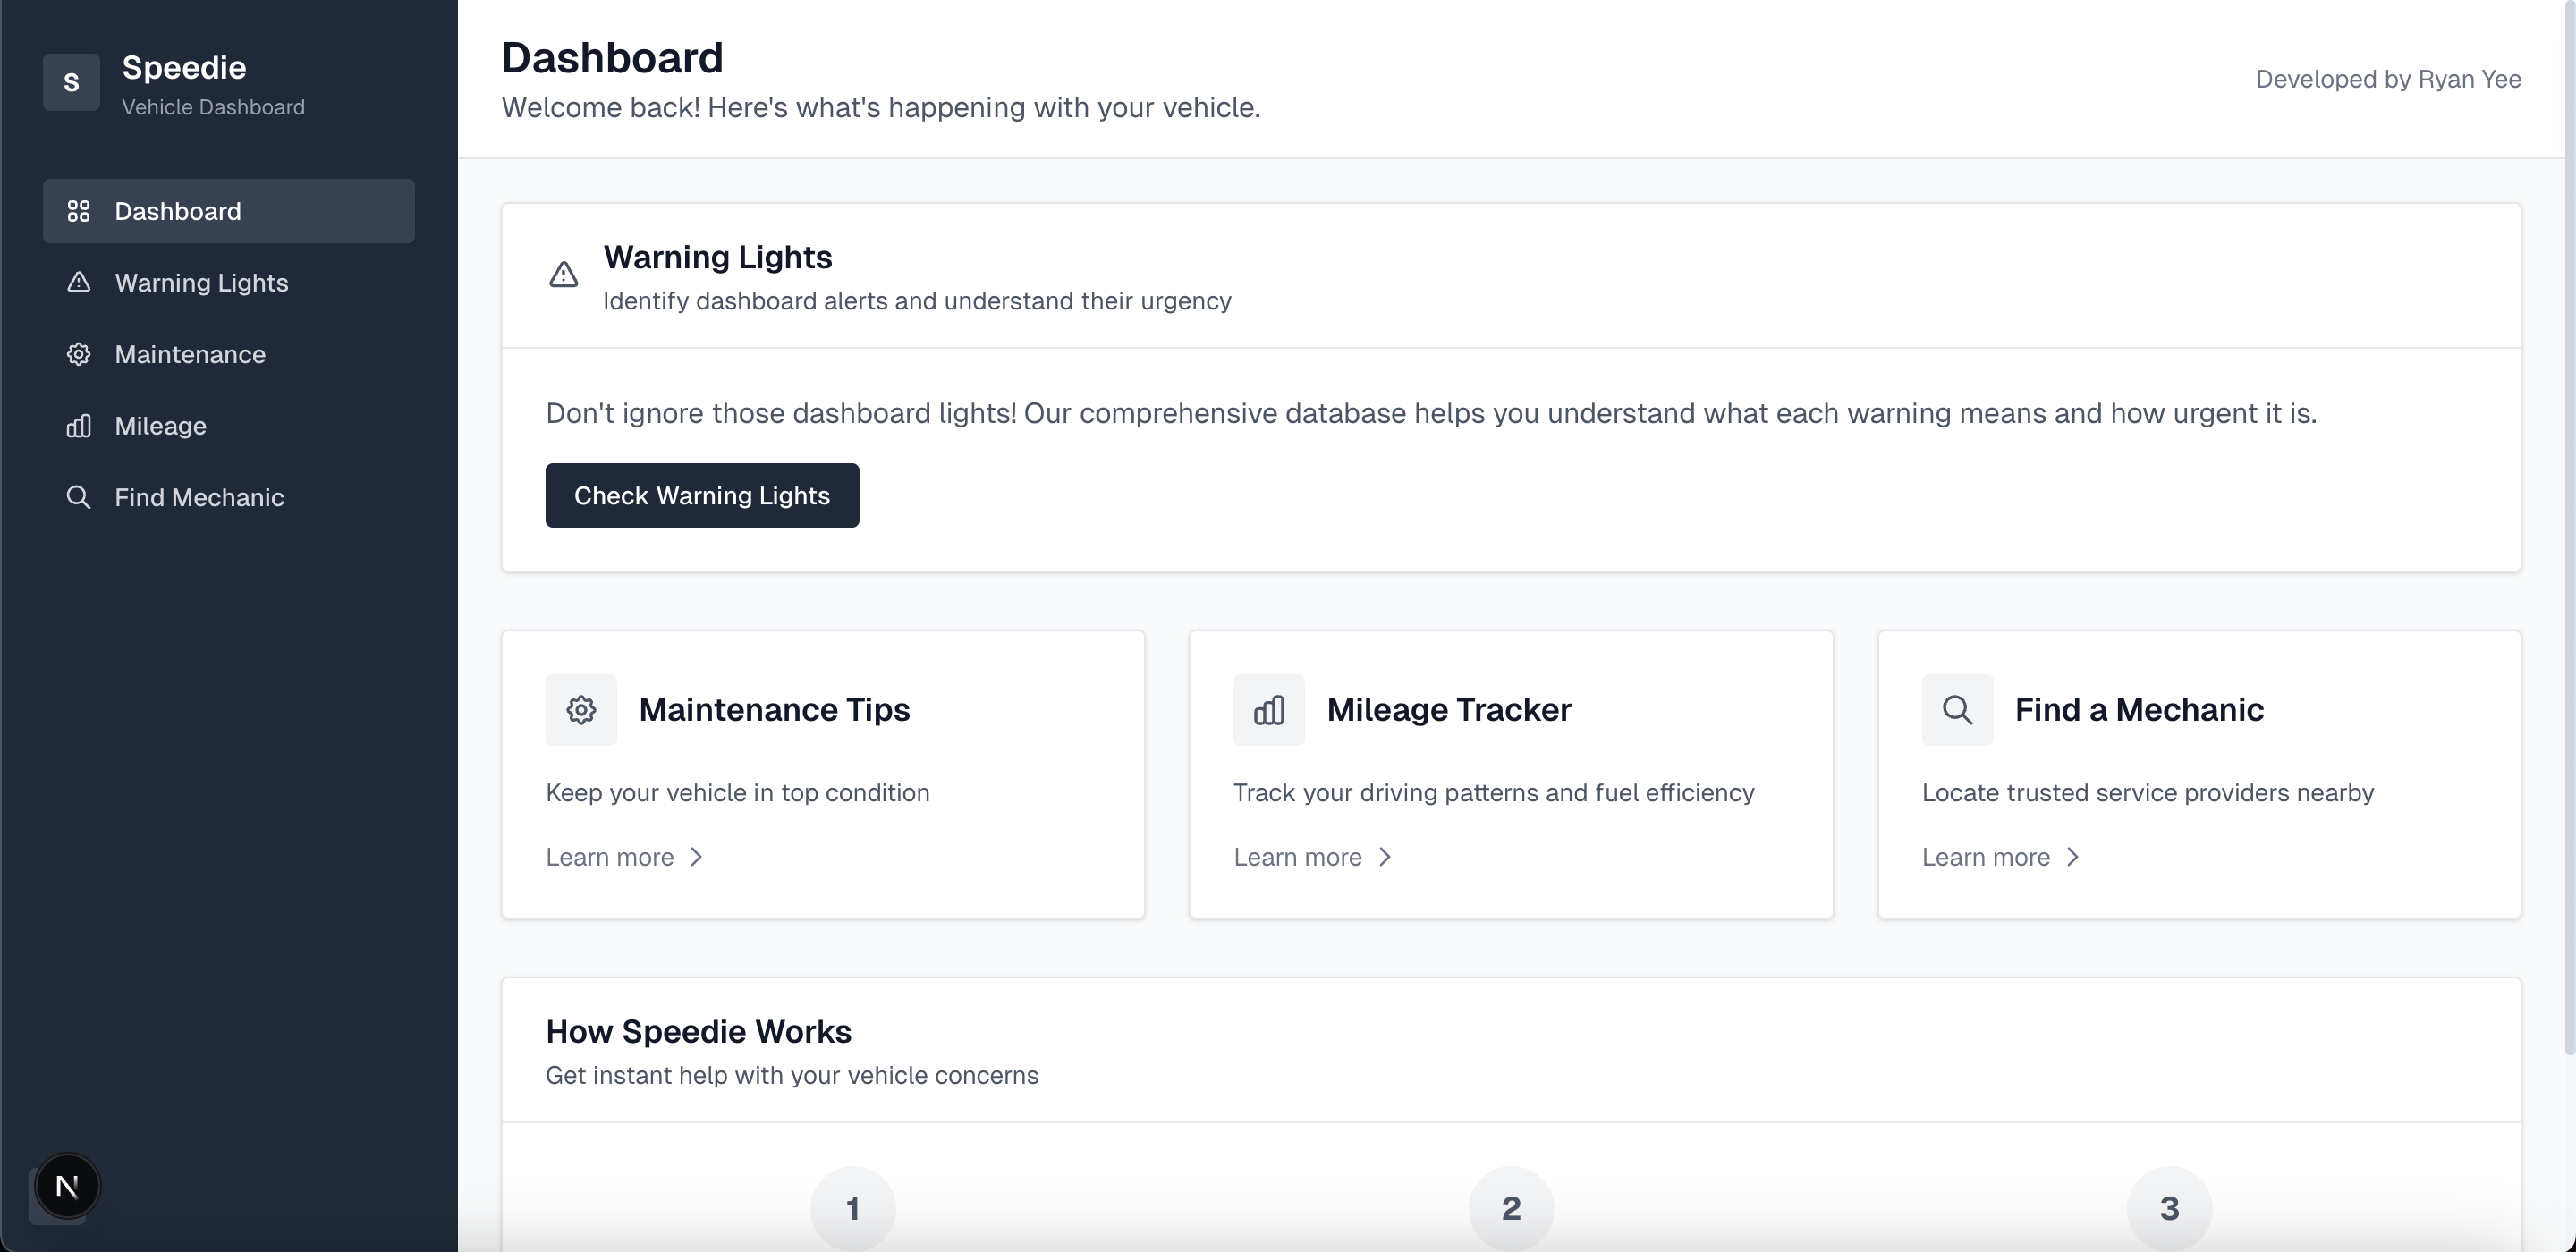 S
Speedie
Vehicle Dashboard
Dashboard
Warning Lights
Maintenance
Mileage
Find Mechanic
N
Dashboard
Welcome back! Here's what's happening with your vehicle.
Developed by Ryan Yee
Warning Lights
Identify dashboard alerts and understand their urgency
Don't ignore those dashboard lights! Our comprehensive database helps you understand what each warning means and how urgent it is.
Check Warning Lights
Maintenance Tips
Keep your vehicle in top condition
Learn more
Mileage Tracker
Track your driving patterns and fuel efficiency
Learn more
Find a Mechanic
Locate trusted service providers nearby
Learn more
How Speedie Works
Get instant help with your vehicle concerns
1
2
3